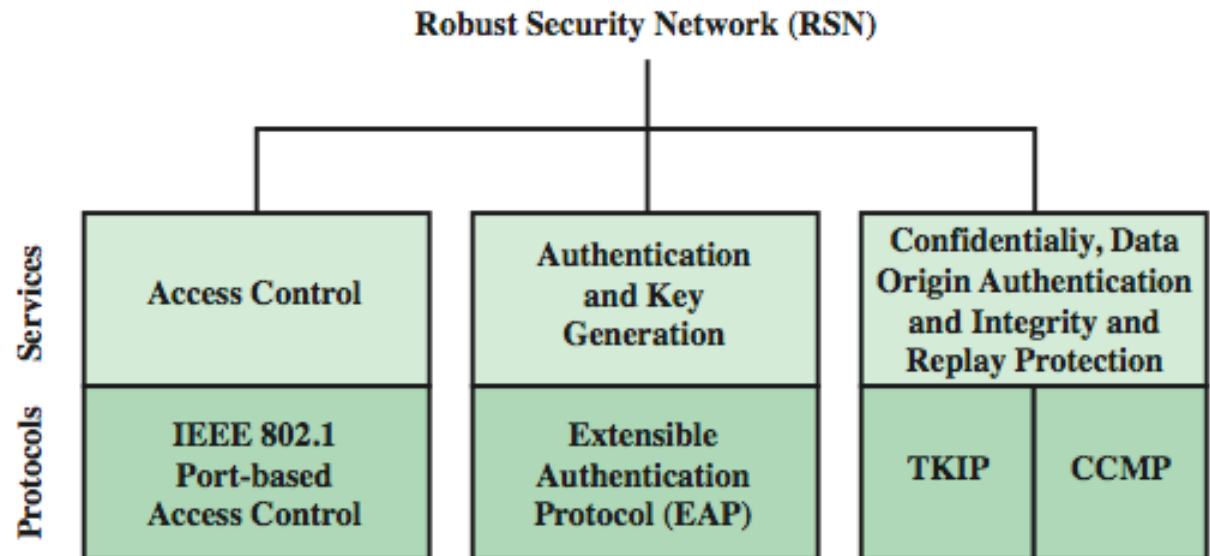 Robust Security Network (RSN)
Services
Access Control
Authentication
and Key
Generation
Confidentialiy, Data
Origin Authentication
and Integrity and
Replay Protection
Protocols
IEEE 802.1
Port-based
Access Control
Extensible
Authentication
Protocol (EAP)
TKIP
CCMP